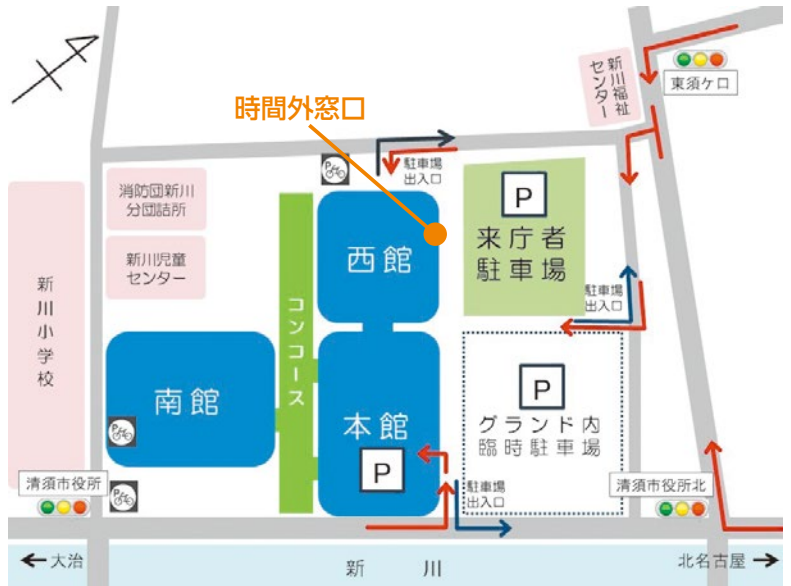 新川福祉
センター
東須ケ口
時間外窓口
駐車場
出入口
P
消防団新川
分団詰所
P
来庁者
駐車場
西館
新川児童
センター
新川小学校
コンコース
駐車場
出入口
南館
本館
P
P
グランド内
臨時駐車場
P
P
清須市役所
駐車場
出入口
清須市役所北
大治
新川
北名古屋